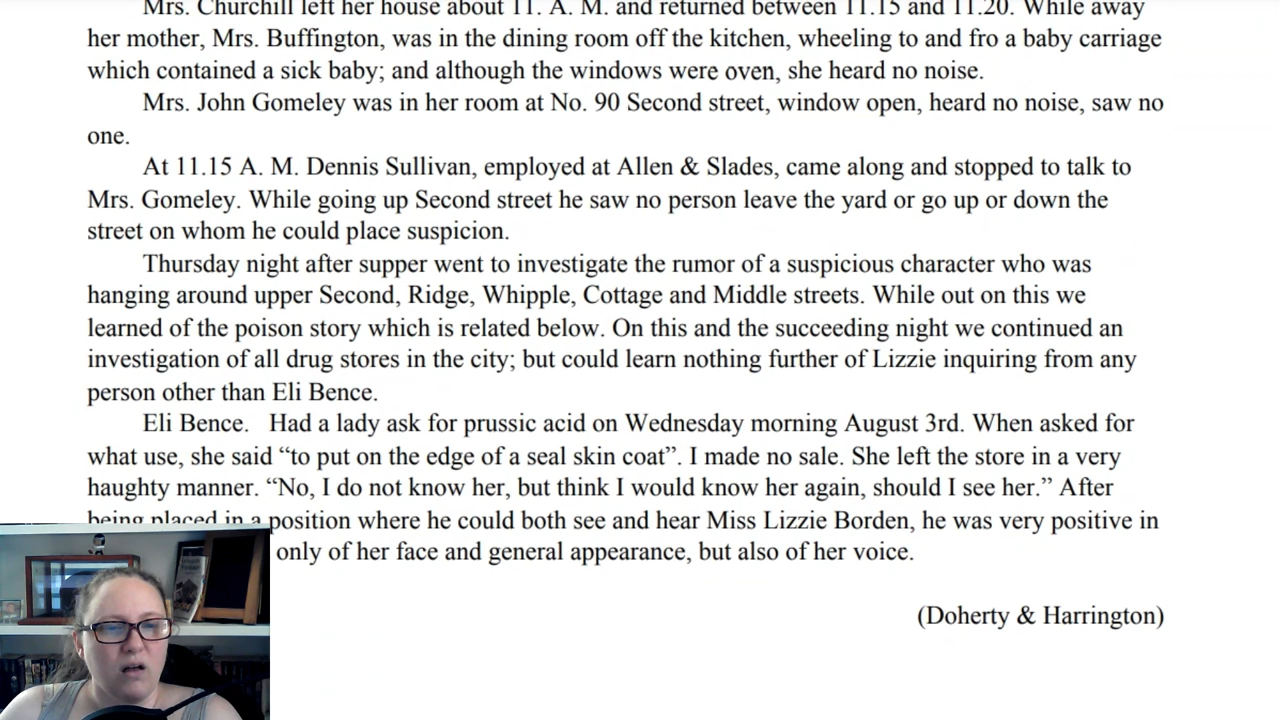 Mrs. Churchill left her house about 11. A. M. and returned between 11.15 and 11.20. While away
her mother, Mrs. Buffington, was in the dining room off the kitchen, wheeling to and fro a baby carriage
which contained a sick baby; and although the windows were oven, she heard no noise.
Mrs. John Gomeley was in her room at No. 90 Second street, window open, heard no noise, saw no
one.
At 11.15 A. M. Dennis Sullivan, employed at Allen & Slades, came along and stopped to talk to
Mrs. Gomeley. While going up Second street he saw no person leave the yard or go up or down the
street on whom he could place suspicion.
Thursday night after supper went to investigate the rumor of a suspicious character who was
hanging around upper Second, Ridge, Whipple, Cottage and Middle streets. While out on this we
learned of the poison story which is related below. On this and the succeeding night we continued an
investigation of all drug stores in the city; but could learn nothing further of Lizzie inquiring from any
person other than Eli Bence.
Eli Bence. Had a lady ask for prussic acid on Wednesday morning August 3rd. When asked for
what use, she said “to put on the edge of a seal skin coat”. I made no sale. She left the store in a very
haughty manner. “No, I do not know her, but think I would know her again, should I see her.” After
being placed in a position where he could both see and hear Miss Lizzie Borden, he was very positive in
only of her face and general appearance, but also of her voice.
(Doherty & Harrington)